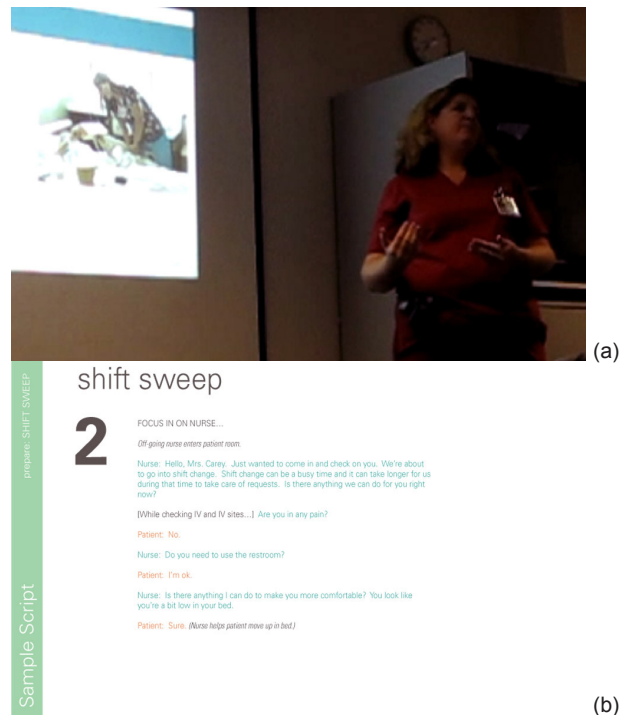 (a)
shift sweep
prepare: SHIFT SWEEP
2
FOCUS IN ON NURSE...
Off-going nurse enters patient room.
Nurse: Hello, Mrs. Carey. Just wanted to come in and check on you. We're about
to go into shift change. Shift change can be a busy time and it can take longer for us
during that time to take care of requests. Is there anything we can do for you right
now?
[While checking IV and IV sites...] Are you in any pain?
Patient: No.
Nurse: Do you need to use the restroom?
Patient: I'm ok.
Nurse: Is there anything I can do to make you more comfortable? You look like
you're a bit low in your bed.
Patient: Sure. (Nurse helps patient move up in bed.)
Sample Script
(b)